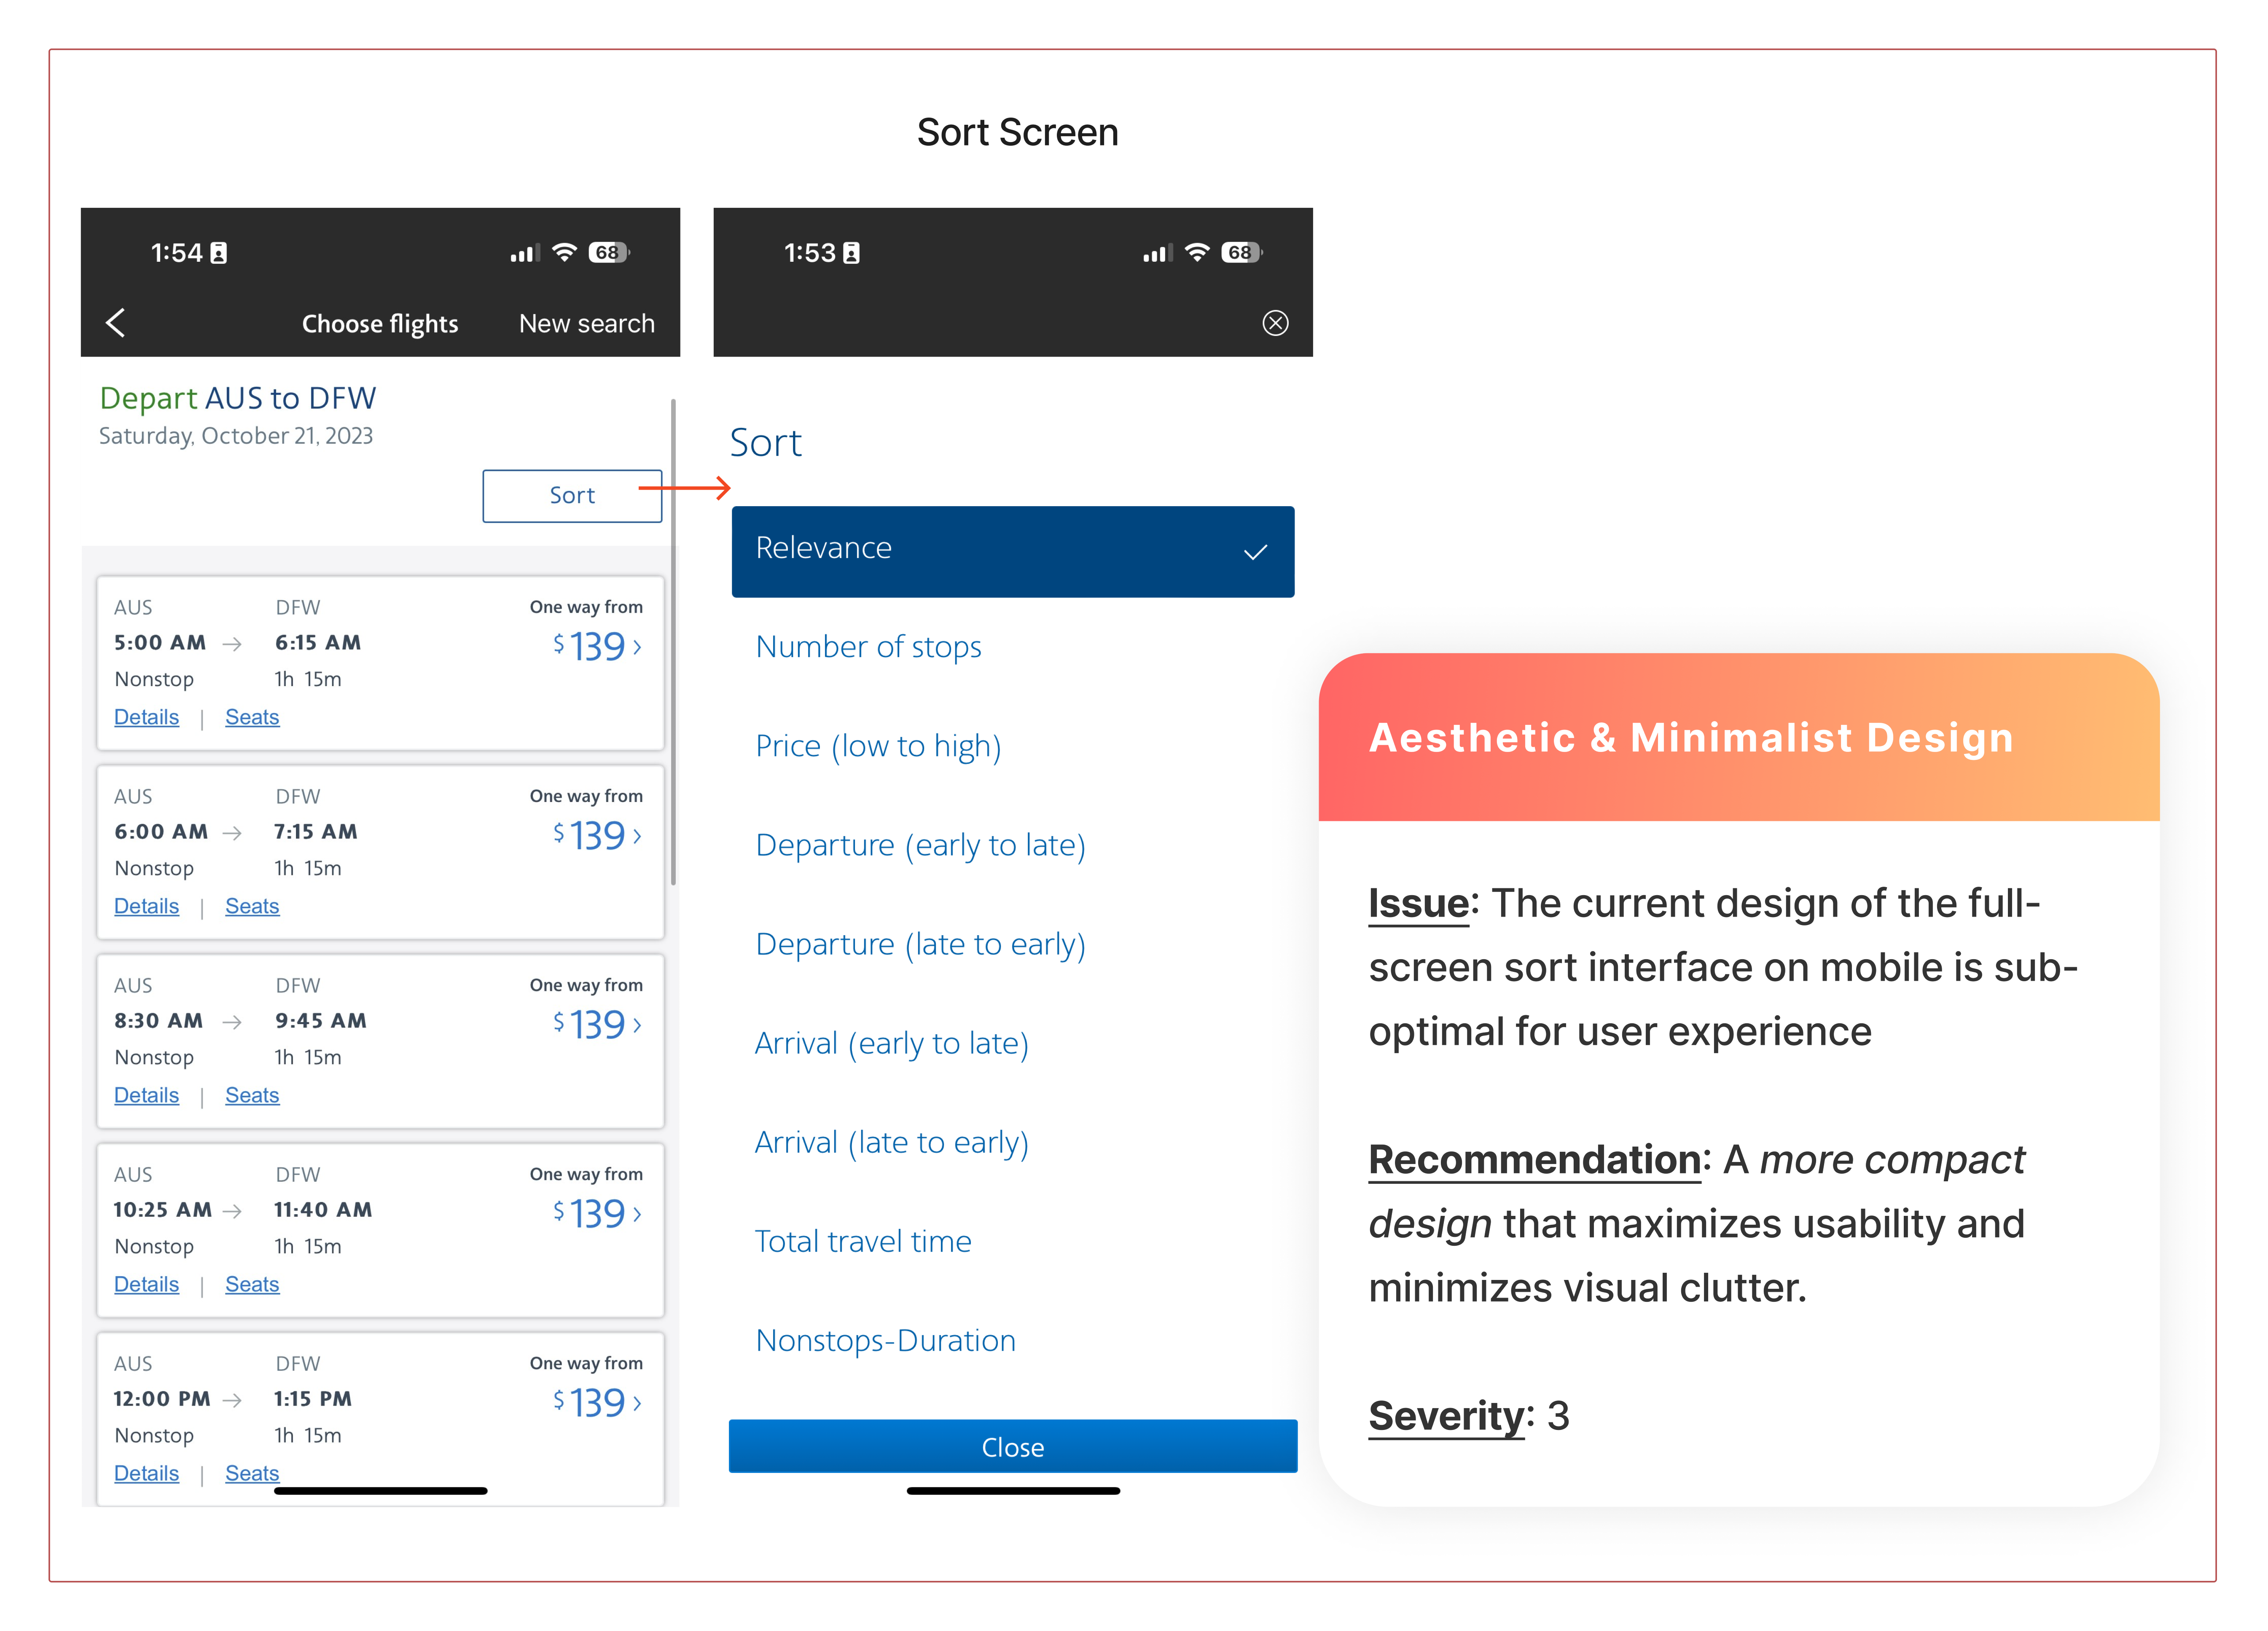 Sort Screen
1:54
68
Choose flights New search
Depart AUS to DFW
Saturday, October 21, 2023
Sort
AUS DFW One way from
5:00 AM → 6:15 AM $139 ›
Nonstop 1h 15m
Details | Seats
AUS DFW One way from
6:00 AM → 7:15 AM $139 ›
Nonstop 1h 15m
Details | Seats
AUS DFW One way from
8:30 AM → 9:45 AM $139 ›
Nonstop 1h 15m
Details | Seats
AUS DFW One way from
10:25 AM → 11:40 AM $139 ›
Nonstop 1h 15m
Details | Seats
AUS DFW One way from
12:00 PM → 1:15 PM $139 ›
Nonstop 1h 15m
Details | Seats
1:53
68
Sort
Relevance
Number of stops
Price (low to high)
Departure (early to late)
Departure (late to early)
Arrival (early to late)
Arrival (late to early)
Total travel time
Nonstops-Duration
Close
Aesthetic & Minimalist Design
Issue: The current design of the full-
screen sort interface on mobile is sub-
optimal for user experience
Recommendation: A more compact
design that maximizes usability and
minimizes visual clutter.
Severity: 3